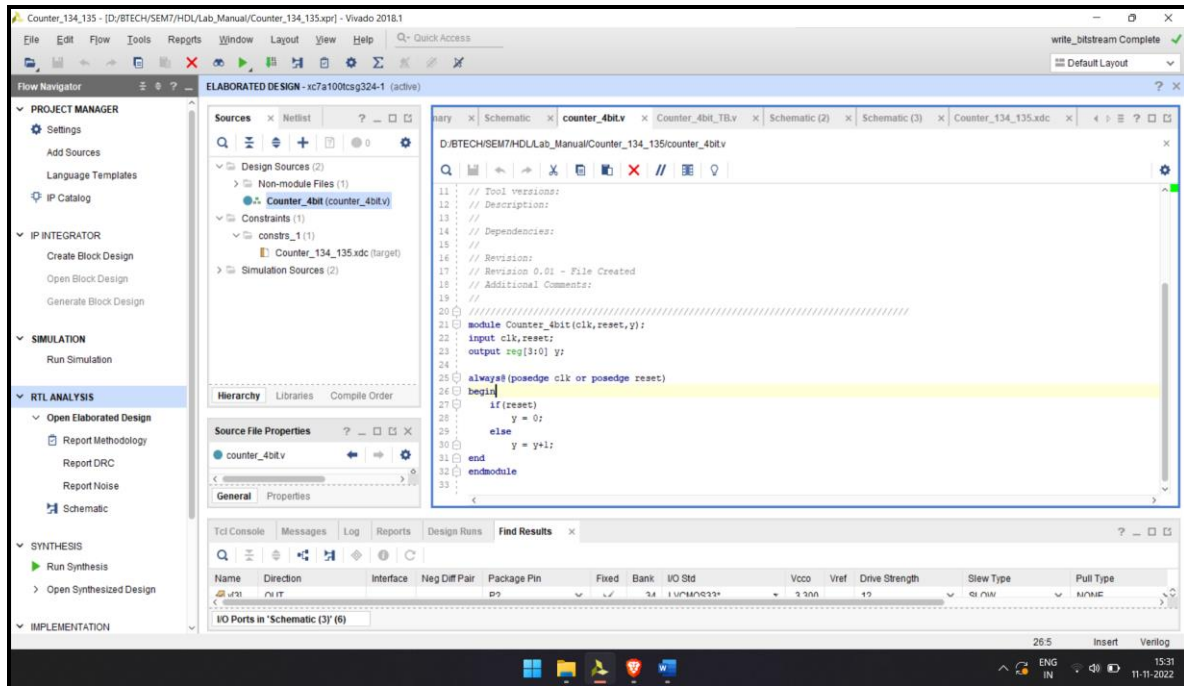 Counter_134_135 - [D:/BTECH/SEM7/HDL/Lab_Manual/Counter_134_135.xpr] - Vivado 2018.1
File Edit Flow Tools Reports Window Layout View Help Quick Access
write_bitstream Complete
Default Layout
Flow Navigator
PROJECT MANAGER
Settings
Add Sources
Language Templates
IP Catalog
IP INTEGRATOR
Create Block Design
Open Block Design
Generate Block Design
SIMULATION
Run Simulation
RTL ANALYSIS
Open Elaborated Design
Report Methodology
Report DRC
Report Noise
Schematic
SYNTHESIS
Run Synthesis
Open Synthesized Design
IMPLEMENTATION
ELABORATED DESIGN - xc7a100tcsg324-1 (active)
Sources Netlist
0
Design Sources (2)
Non-module Files (1)
Counter_4bit (counter_4bit.v)
Constraints (1)
constrs_1 (1)
Counter_134_135.xdc (target)
Simulation Sources (2)
Hierarchy Libraries Compile Order
Source File Properties
counter_4bit.v
General Properties
nary Schematic counter_4bit.v Counter_4bit_TB.v Schematic (2) Schematic (3) Counter_134_135.xdc
D:/BTECH/SEM7/HDL/Lab_Manual/Counter_134_135/counter_4bit.v
11 // Tool versions:
12 // Description:
13 //
14 // Dependencies:
15 //
16 // Revision:
17 // Revision 0.01 - File Created
18 // Additional Comments:
19 //
20 //////////////////////////////////////////////////////////////////////////////////
21 module Counter_4bit(clk,reset,y);
22 input clk,reset;
23 output reg[3:0] y;
24
25 always@(posedge clk or posedge reset)
26 begin
27 if(reset)
28 y = 0;
29 else
30 y = y+1;
31 end
32 endmodule
33
Tcl Console Messages Log Reports Design Runs Find Results
Name Direction Interface Neg Diff Pair Package Pin Fixed Bank I/O Std Vcco Vref Drive Strength Slew Type Pull Type
y[3] OUT P2 34 LVCMOS33* 3.300 12 SLOW NONE
I/O Ports in 'Schematic (3)' (6)
26:5 Insert Verilog
ENG
IN
15:31
11-11-2022